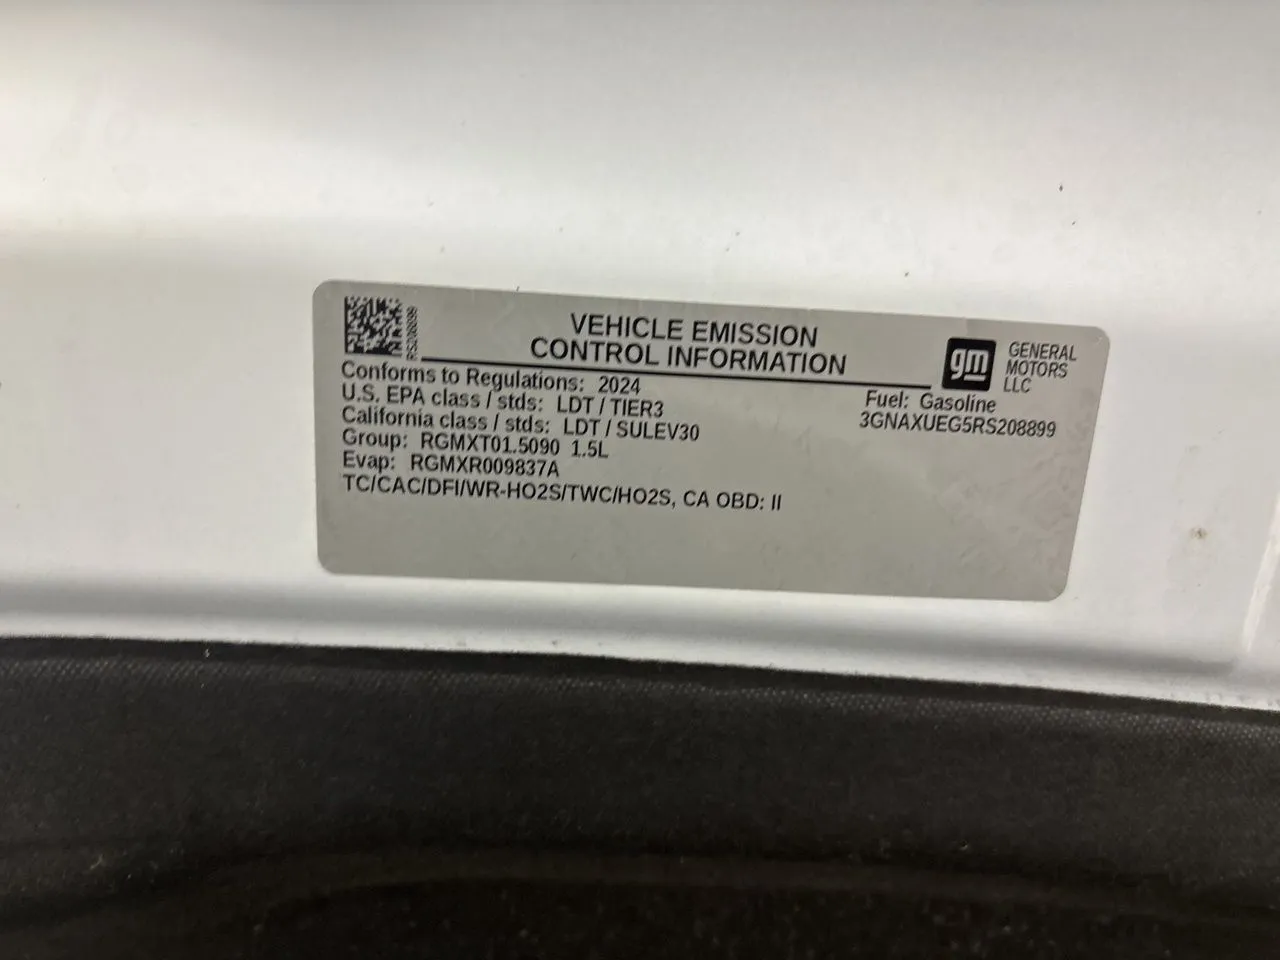 RS208899
VEHICLE EMISSION
CONTROL INFORMATION
gm
GENERAL
MOTORS
LLC
Conforms to Regulations: 2024
U.S. EPA class / stds: LDT / TIER3
California class / stds: LDT / SULEV30
Group: RGMXT01.5090 1.5L
Evap: RGMXR009837A
TC/CAC/DFI/WR-HO2S/TWC/HO2S, CA OBD: II
Fuel: Gasoline
3GNAXUEG5RS208899